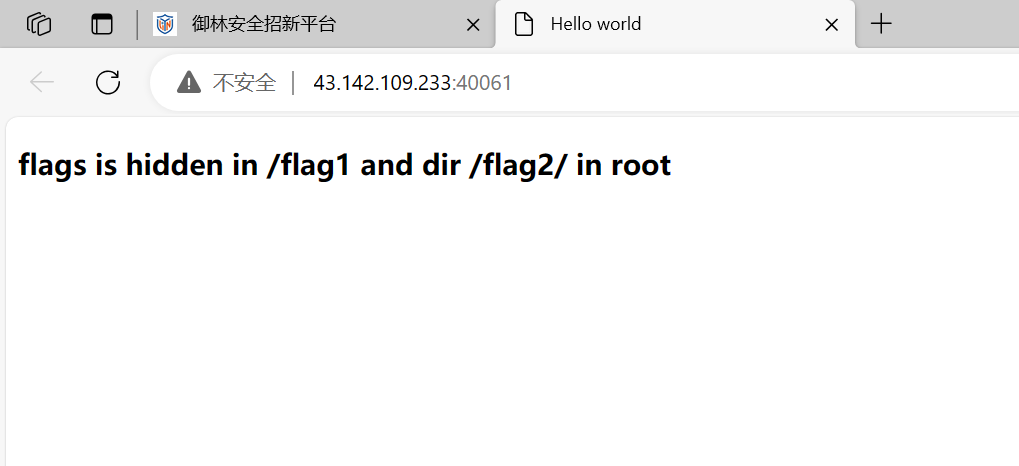 御林安全招新平台
Hello world
不安全 43.142.109.233:40061
flags is hidden in /flag1 and dir /flag2/ in root